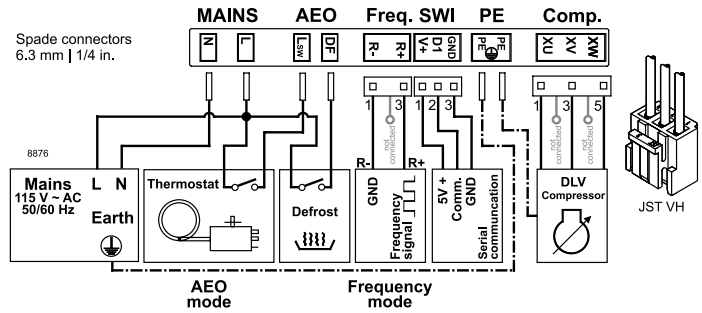 MAINS AEO Freq. SWI PE Comp.
Spade connectors
6.3 mm | 1/4 in.
N L LSW DF R- R+ V+ D1 GND PE PE XU XV XW
1 3 1 2 3 1 3 5
not connected
not connected
not connected
8876
R- R+
Mains
115 V ~ AC
50/60 Hz
L N
Earth
Thermostat
Defrost
GND
Frequency
signal
5V +
Comm.
GND
Serial
communcation
DLV
Compressor
JST VH
AEO
mode
Frequency
mode